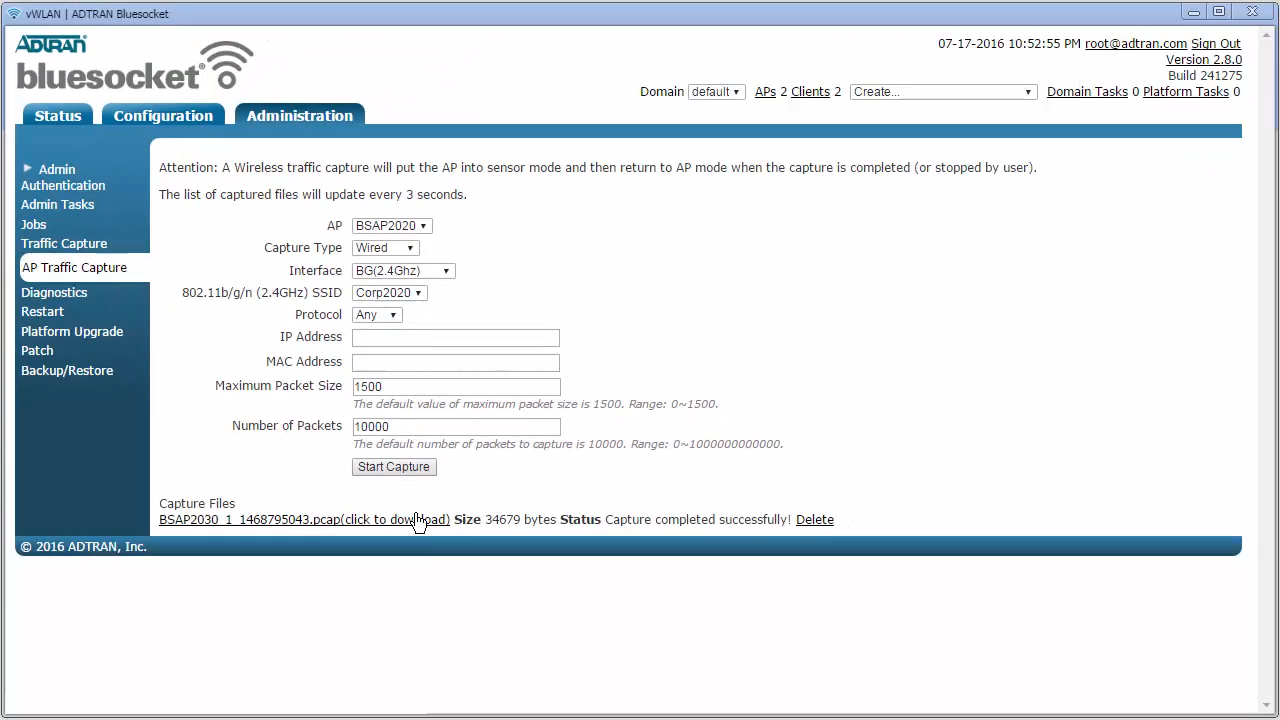 vWLAN | ADTRAN Bluesocket
ADTRAN
bluesocket
07-17-2016 10:52:55 PM root@adtran.com Sign Out
Version 2.8.0
Build 241275
Domain default APs 2 Clients 2 Create... Domain Tasks 0 Platform Tasks 0
Status Configuration Administration
Admin
Authentication
Admin Tasks
Jobs
Traffic Capture
AP Traffic Capture
Diagnostics
Restart
Platform Upgrade
Patch
Backup/Restore
Attention: A Wireless traffic capture will put the AP into sensor mode and then return to AP mode when the capture is completed (or stopped by user).
The list of captured files will update every 3 seconds.
AP BSAP2020
Capture Type Wired
Interface BG(2.4Ghz)
802.11b/g/n (2.4GHz) SSID Corp2020
Protocol Any
IP Address
MAC Address
Maximum Packet Size 1500
The default value of maximum packet size is 1500. Range: 0~1500.
Number of Packets 10000
The default number of packets to capture is 10000. Range: 0~1000000000000.
Start Capture
Capture Files
BSAP2030_1_1468795043.pcap(click to download) Size 34679 bytes Status Capture completed successfully! Delete
© 2016 ADTRAN, Inc.